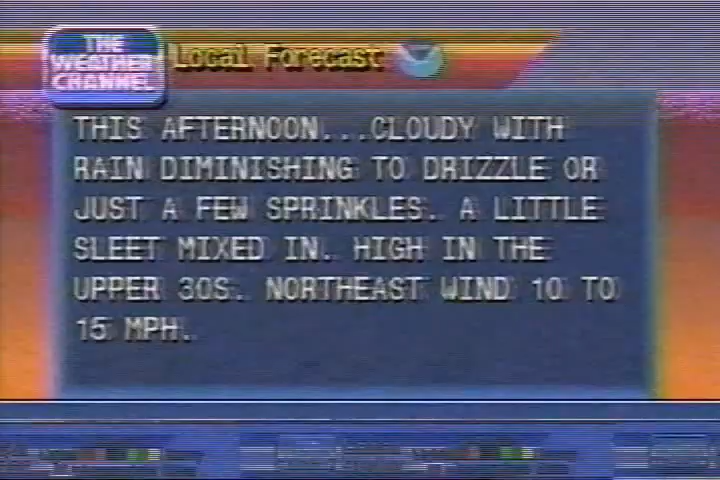 THE
WEATHER
CHANNEL
Local Forecast
THIS AFTERNOON...CLOUDY WITH
RAIN DIMINISHING TO DRIZZLE OR
JUST A FEW SPRINKLES. A LITTLE
SLEET MIXED IN. HIGH IN THE
UPPER 30S. NORTHEAST WIND 10 TO
15 MPH.